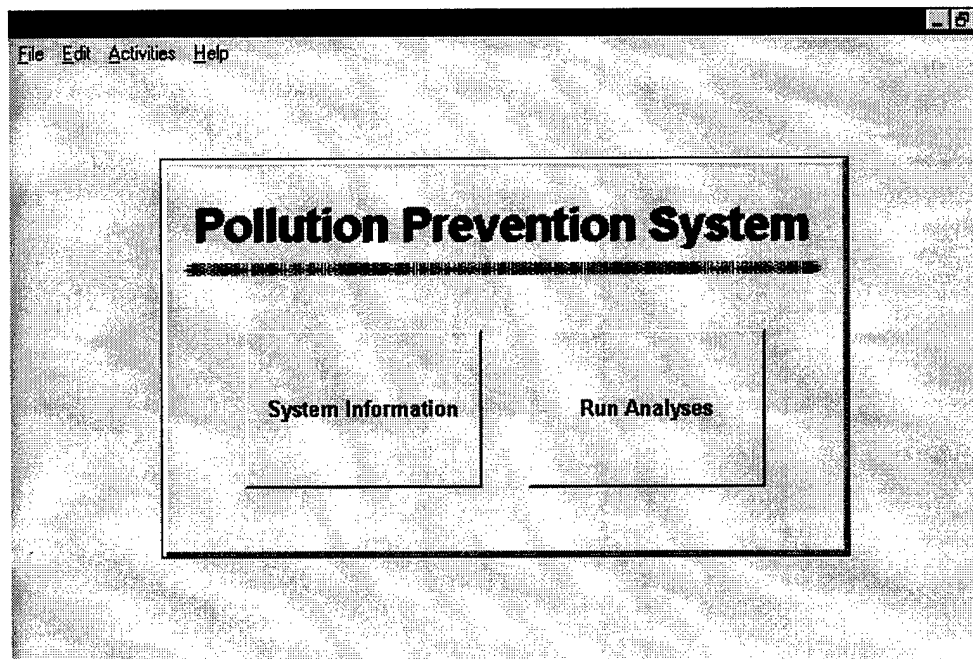 File Edit Activities Help
Pollution Prevention System
System Information Run Analyses